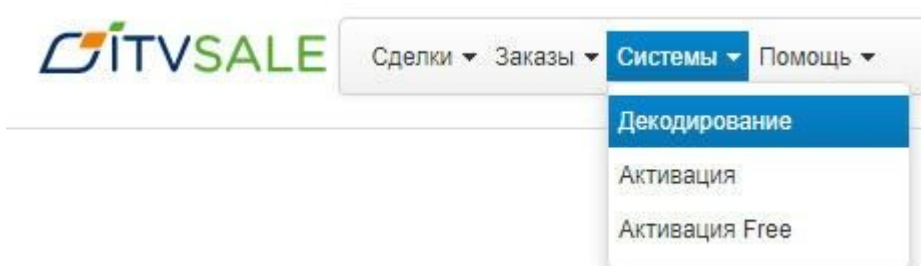 ITVSALE Сделки Заказы Системы Помощь
Декодирование
Активация
Активация Free